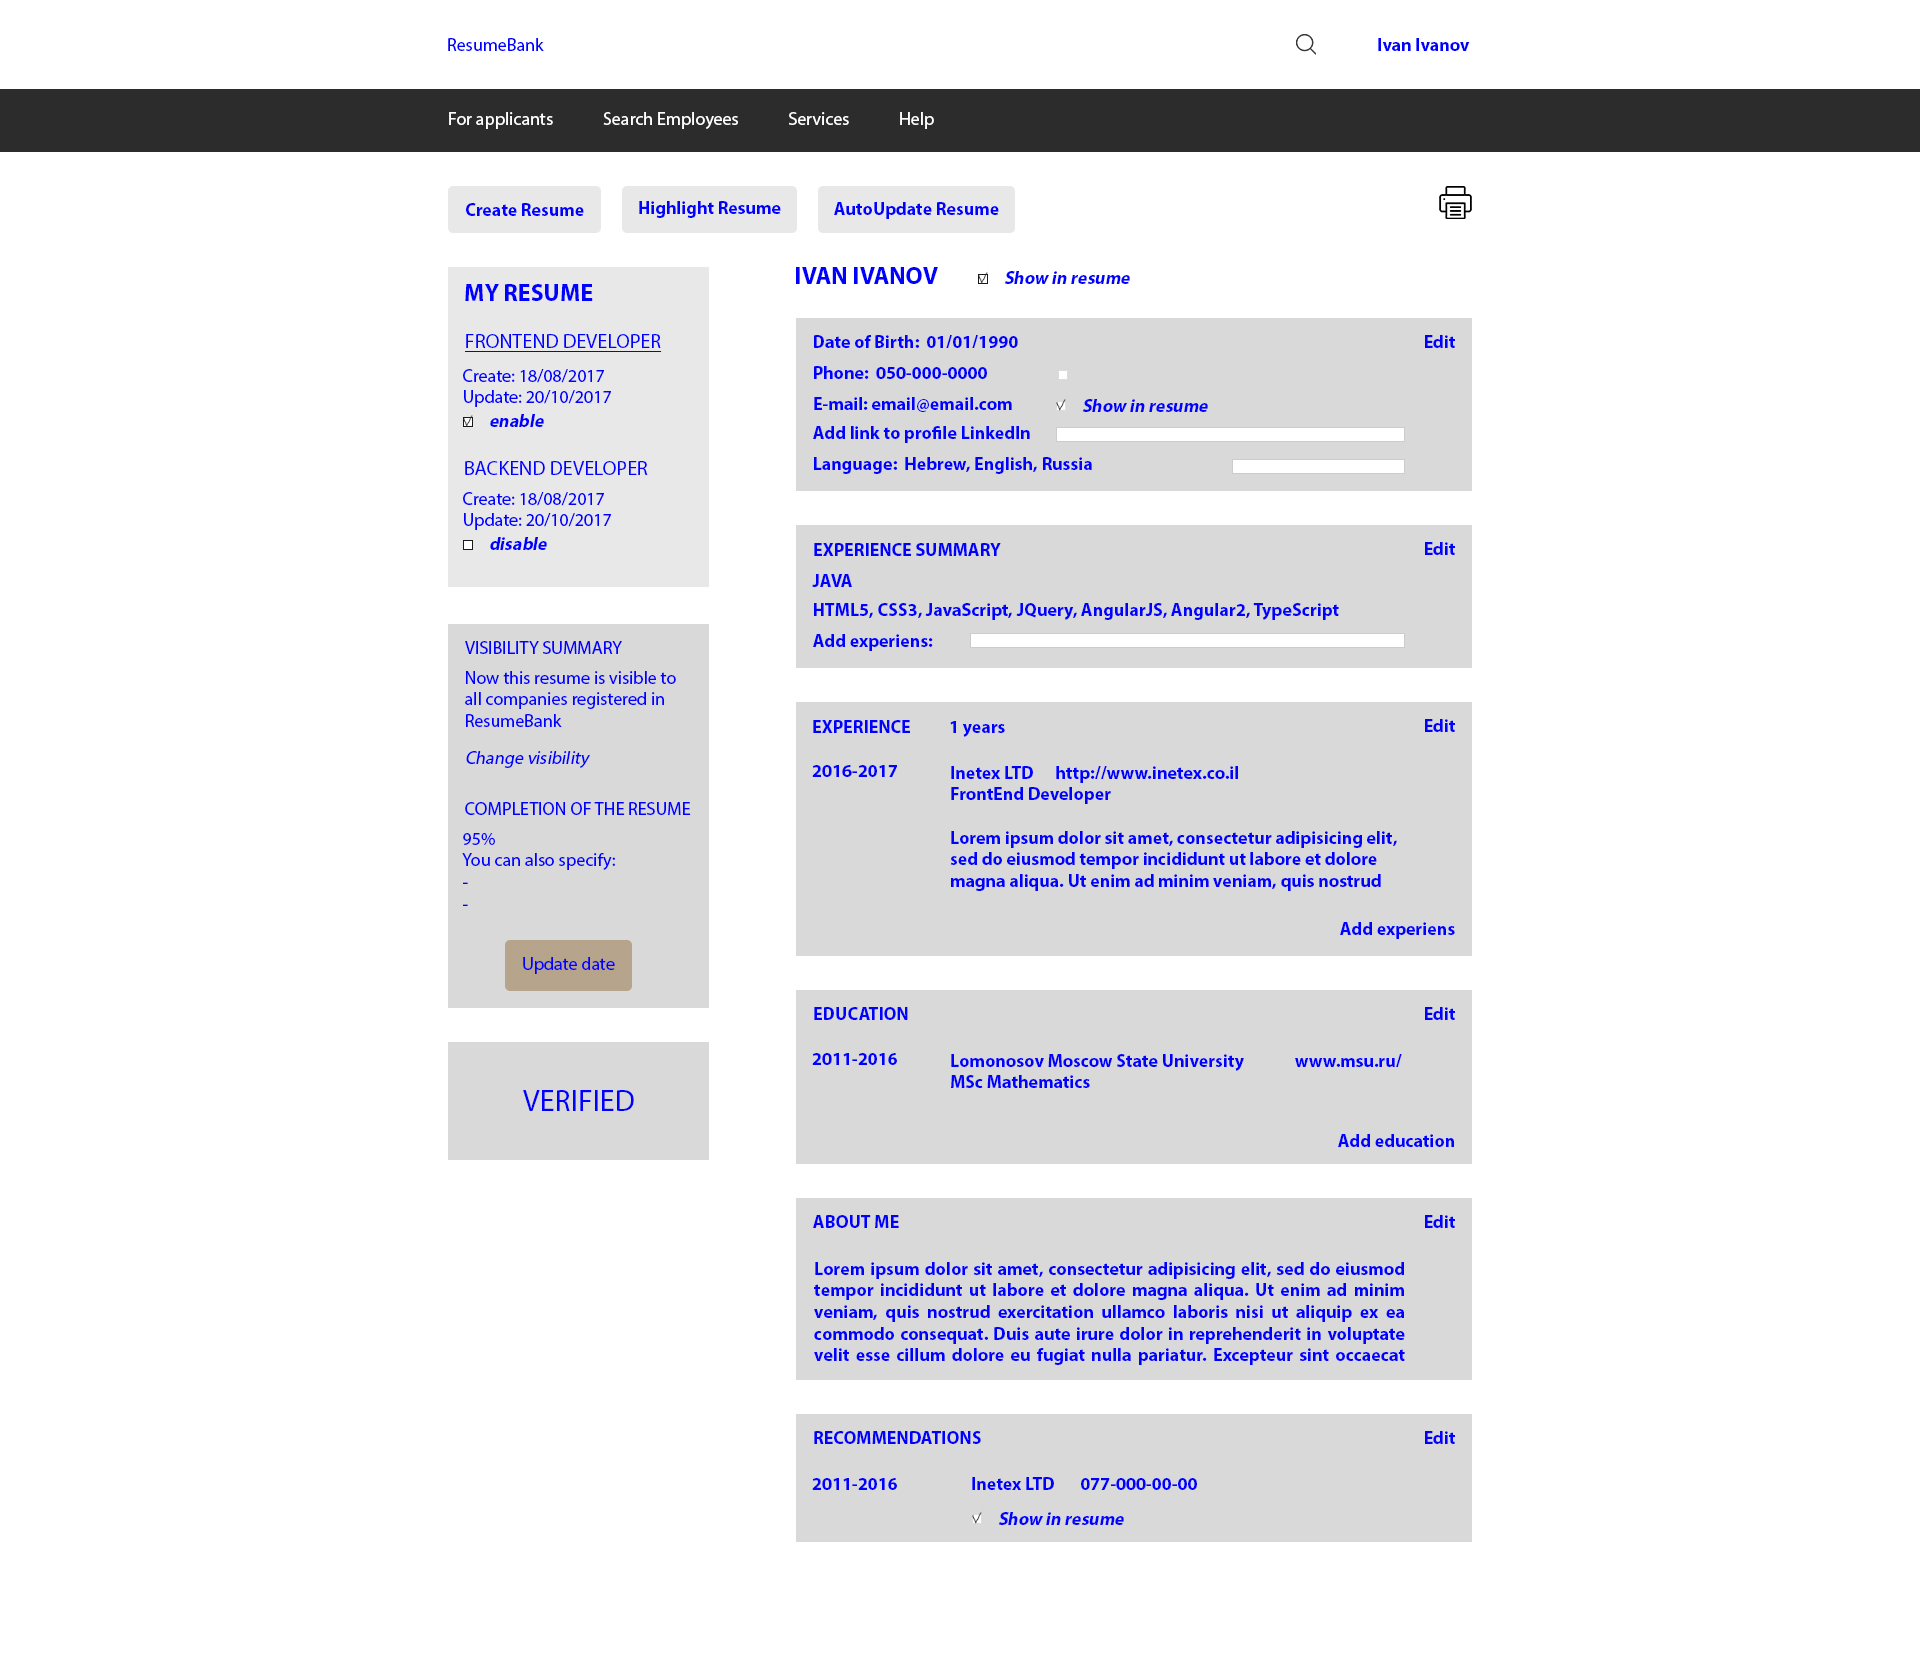 ResumeBank
Ivan Ivanov
For applicants
Search Employees
Services
Help
Create Resume
Highlight Resume
AutoUpdate Resume
MY RESUME
FRONTEND DEVELOPER
Create: 18/08/2017
Update: 20/10/2017
enable
BACKEND DEVELOPER
Create: 18/08/2017
Update: 20/10/2017
disable
VISIBILITY SUMMARY
Now this resume is visible to
all companies registered in
ResumeBank
Change visibility
COMPLETION OF THE RESUME
95%
You can also specify:
-
-
Update date
VERIFIED
IVAN IVANOV
Show in resume
Date of Birth: 01/01/1990
Edit
Phone: 050-000-0000
E-mail: email@email.com
Show in resume
Add link to profile LinkedIn
Language: Hebrew, English, Russia
EXPERIENCE SUMMARY
Edit
JAVA
HTML5, CSS3, JavaScript, JQuery, AngularJS, Angular2, TypeScript
Add experiens:
EXPERIENCE 1 years
Edit
2016-2017
Inetex LTD http://www.inetex.co.il
FrontEnd Developer
Lorem ipsum dolor sit amet, consectetur adipisicing elit,
sed do eiusmod tempor incididunt ut labore et dolore
magna aliqua. Ut enim ad minim veniam, quis nostrud
Add experiens
EDUCATION
Edit
2011-2016
Lomonosov Moscow State University www.msu.ru/
MSc Mathematics
Add education
ABOUT ME
Edit
Lorem ipsum dolor sit amet, consectetur adipisicing elit, sed do eiusmod
tempor incididunt ut labore et dolore magna aliqua. Ut enim ad minim
veniam, quis nostrud exercitation ullamco laboris nisi ut aliquip ex ea
commodo consequat. Duis aute irure dolor in reprehenderit in voluptate
velit esse cillum dolore eu fugiat nulla pariatur. Excepteur sint occaecat
RECOMMENDATIONS
Edit
2011-2016
Inetex LTD 077-000-00-00
Show in resume